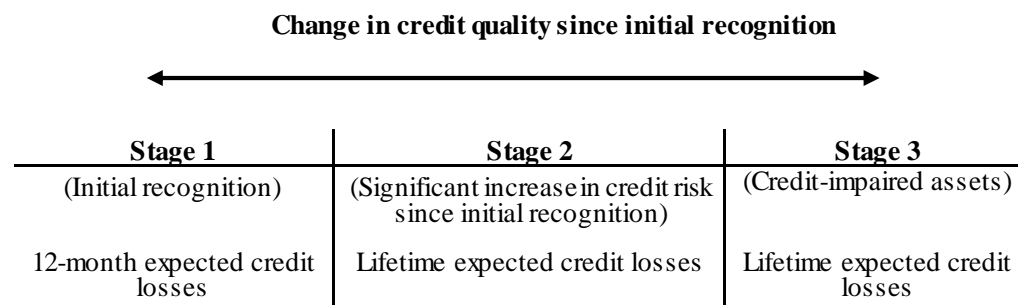 Change in credit quality since initial recognition
Stage 1
Stage 2
Stage 3
(Initial recognition)
(Significant increase in credit risk
since initial recognition)
(Credit-impaired assets)
12-month expected credit
losses
Lifetime expected credit losses
Lifetime expected credit
losses